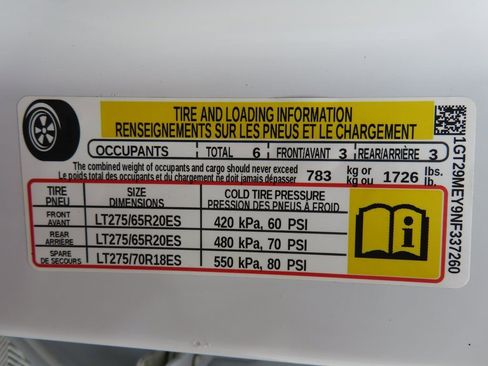 TIRE AND LOADING INFORMATION
RENSEIGNEMENTS SUR LES PNEUS ET LE CHARGEMENT
OCCUPANTS TOTAL 6 FRONT/AVANT 3 REAR/ARRIÈRE 3
The combined weight of occupants and cargo should never exceed 783 kg or 1726 lbs.
Le poids total des occupants et du chargement ne doit jamais dépasser kg ou lb.
TIRE SIZE COLD TIRE PRESSURE
PNEU DIMENSIONS PRESSION DES PNEUS A FROID
FRONT
AVANT LT275/65R20ES 420 kPa, 60 PSI
REAR
ARRIÈRE LT275/65R20ES 480 kPa, 70 PSI
SPARE
DE SECOURS LT275/70R18ES 550 kPa, 80 PSI
1GT29MEY9NF337260